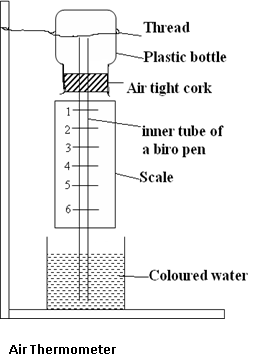 Thread
Plastic bottle
Air tight cork
1
2
inner tube of
3
a biro pen
4
Scale
5
6
Coloured water
Air Thermometer